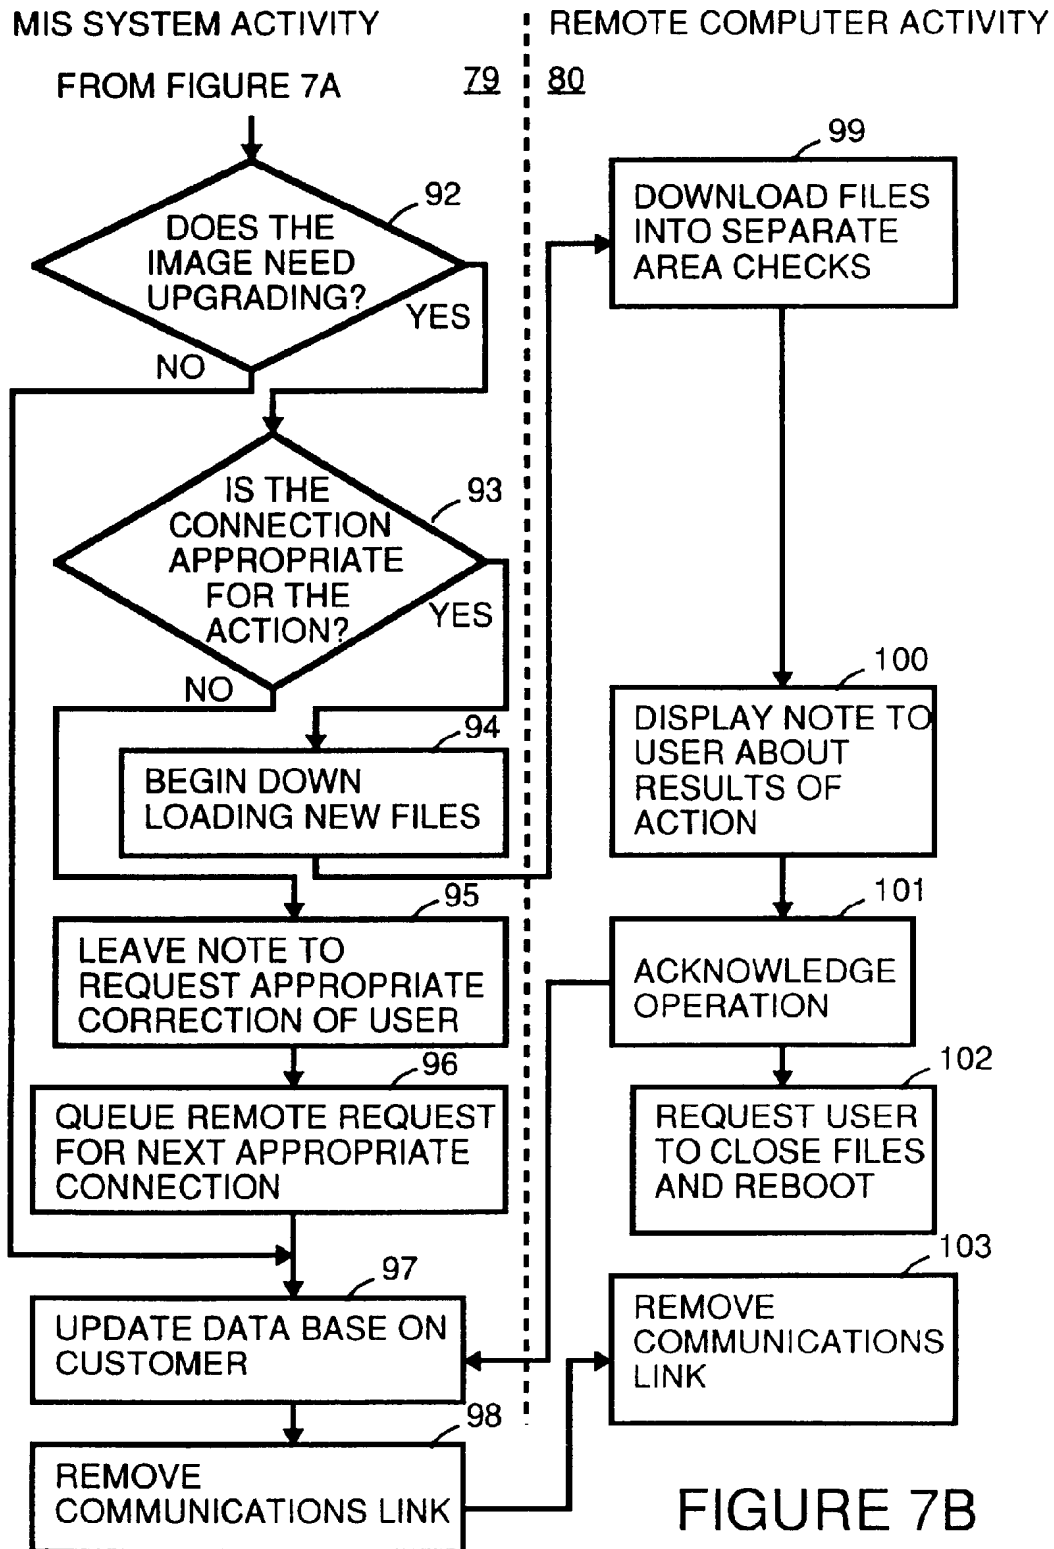 MIS SYSTEM ACTIVITY
REMOTE COMPUTER ACTIVITY
FROM FIGURE 7A
79
80
92
DOES THE
IMAGE NEED
UPGRADING?
YES
NO
93
IS THE
CONNECTION
APPROPRIATE
FOR THE
ACTION?
YES
NO
94
BEGIN DOWN
LOADING NEW FILES
95
LEAVE NOTE TO
REQUEST APPROPRIATE
CORRECTION OF USER
96
QUEUE REMOTE REQUEST
FOR NEXT APPROPRIATE
CONNECTION
97
UPDATE DATA BASE ON
CUSTOMER
98
REMOVE
COMMUNICATIONS LINK
99
DOWNLOAD FILES
INTO SEPARATE
AREA CHECKS
100
DISPLAY NOTE TO
USER ABOUT
RESULTS OF
ACTION
101
ACKNOWLEDGE
OPERATION
102
REQUEST USER
TO CLOSE FILES
AND REBOOT
103
REMOVE
COMMUNICATIONS
LINK
FIGURE 7B